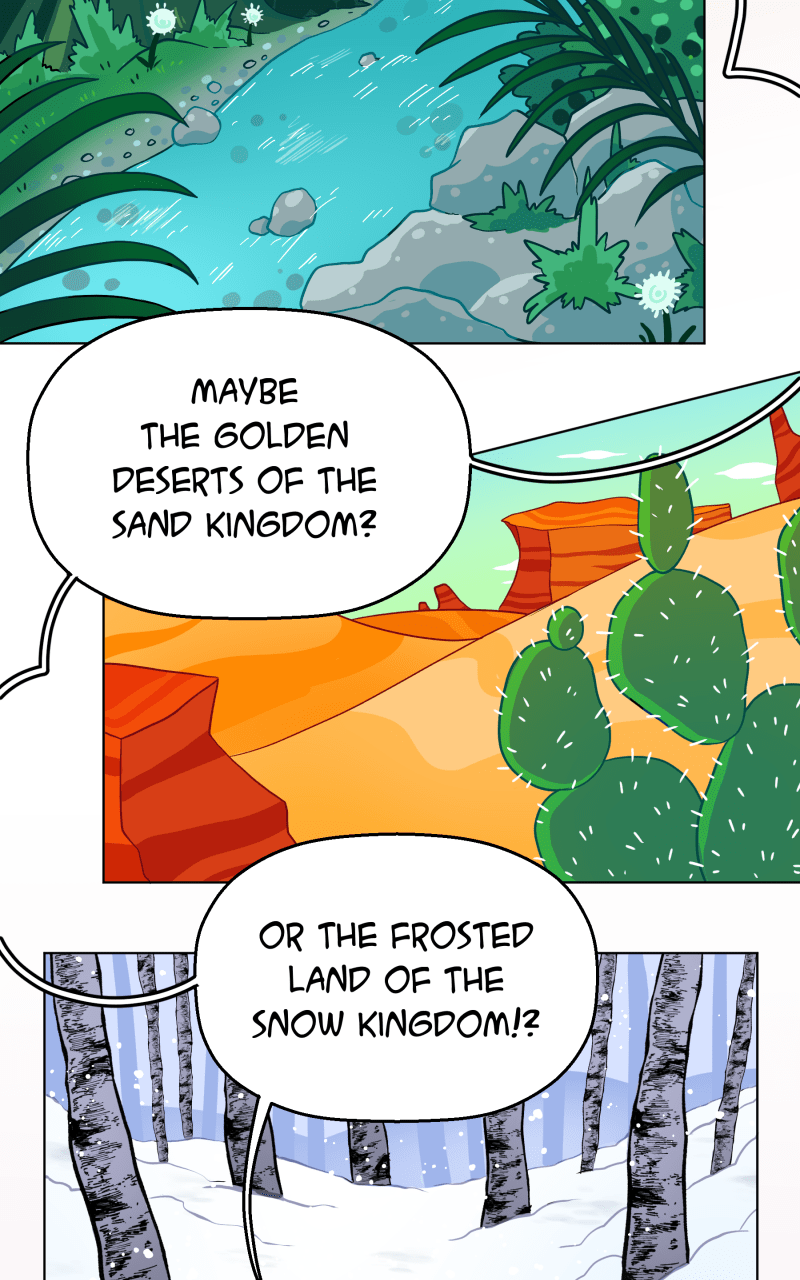 MAYBE
THE GOLDEN
DESERTS OF THE
SAND KINGDOM?
OR THE FROSTED
LAND OF THE
SNOW KINGDOM!?